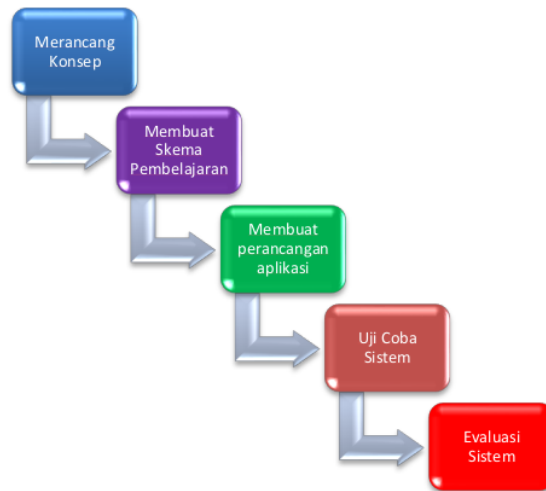 Merancang
Konsep
Membuat
Skema
Pembelajaran
Membuat
perancangan
aplikasi
Uji Coba
Sistem
Evaluasi
Sistem